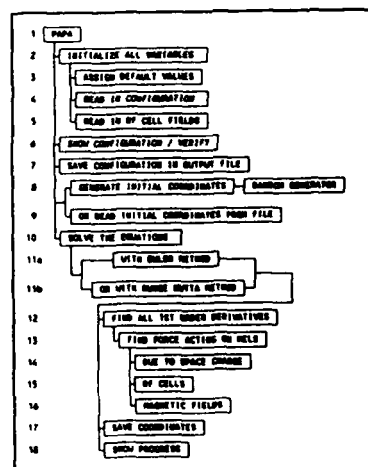 1 PAPA
2 INITIALIZE ALL VARIABLES
3 ASSIGN DEFAULT VALUES
4 READ IN CONFIGURATION
5 READ IN RF CELL FIELDS
6 SHOW CONFIGURATION / VERIFY
7 SAVE CONFIGURATION IN OUTPUT FILE
8 GENERATE INITIAL COORDINATES RANDOM GENERATOR
9 OR READ INITIAL COORDINATES FROM FILE
10 SOLVE THE EQUATIONS
11a WITH EULER METHOD
11b OR WITH RUNGE KUTTA METHOD
12 FIND ALL 1ST ORDER DERIVATIVES
13 FIND FORCE ACTING ON
14 DUE TO SPACE CHARGE
15 RF CELLS
16 MAGNETIC FIELDS
17 SAVE COORDINATES
18 SHOW PROGRESS